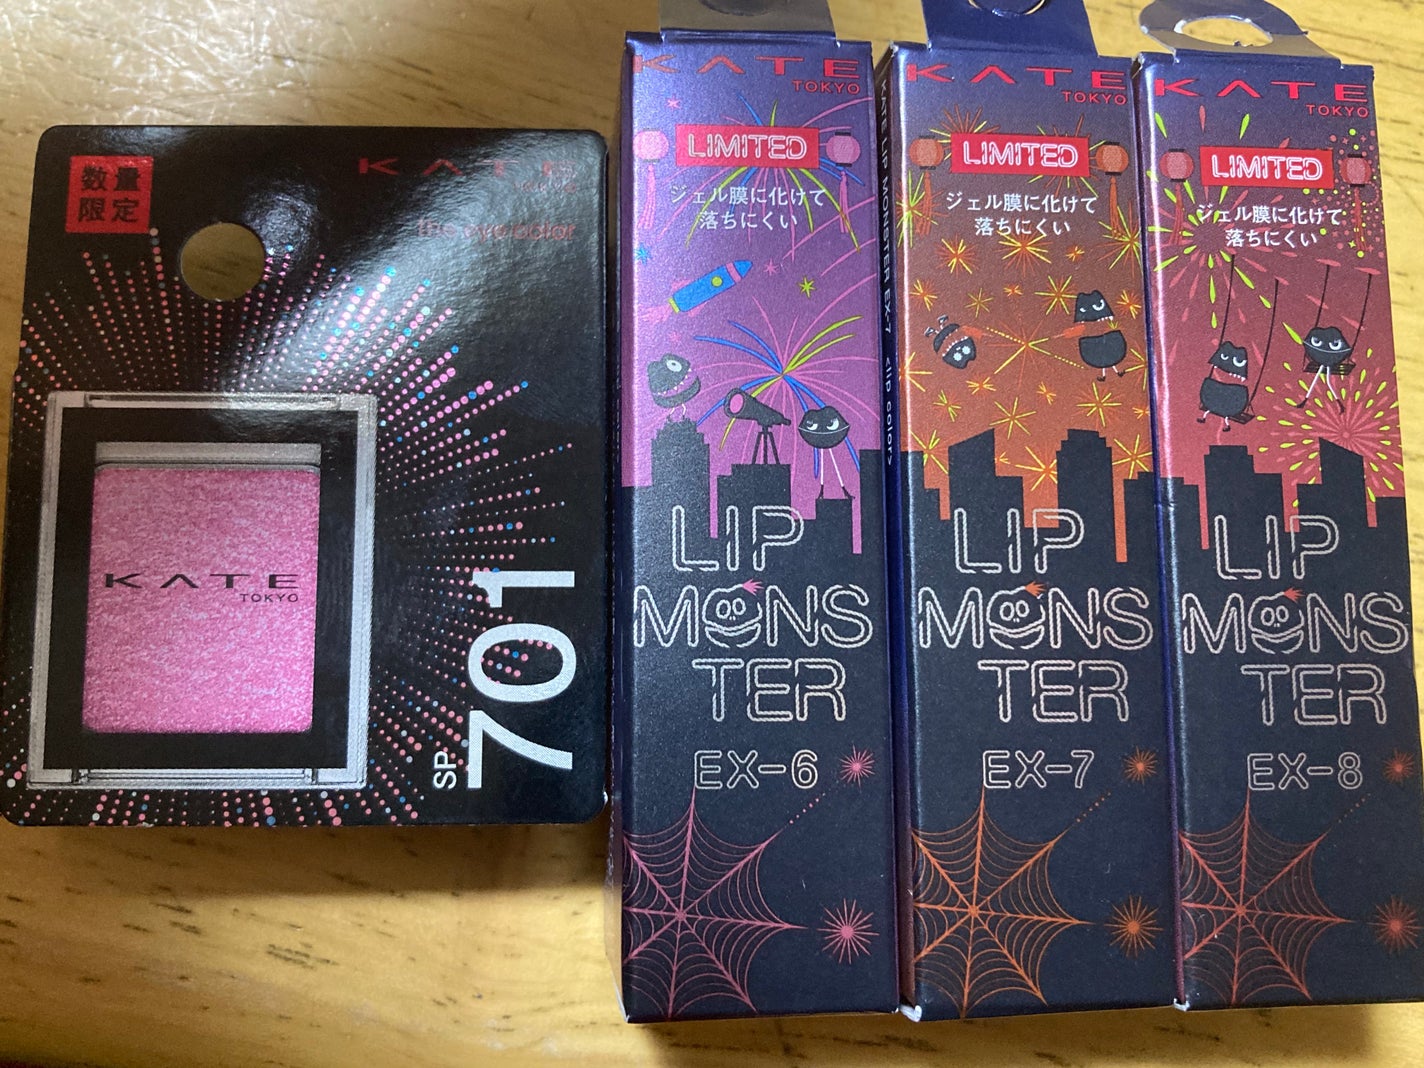 数量
限定
KATE
the eye color
KATE
TOKYO
SP
701
KATE
TOKYO
LIMITED
ジェル膜に化けて
落ちにくい
LIP
MONS
TER
EX-6
KATE LIP MONSTER EX-7 <lip color>
KATE
TOKYO
LIMITED
ジェル膜に化けて
落ちにくい
LIP
MONS
TER
EX-7
KATE
TOKYO
LIMITED
ジェル膜に化けて
落ちにくい
LIP
MONS
TER
EX-8